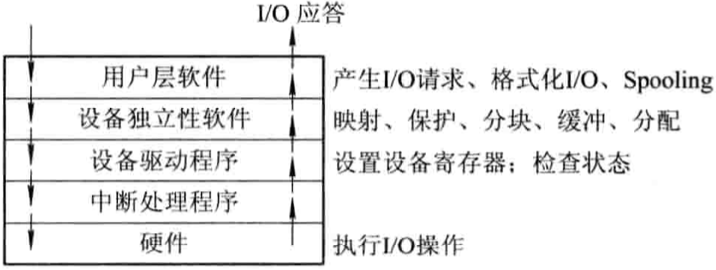 I/O 应答
用户层软件 产生I/O请求、格式化I/O、Spooling
设备独立性软件 映射、保护、分块、缓冲、分配
设备驱动程序 设置设备寄存器；检查状态
中断处理程序
硬件 执行I/O操作